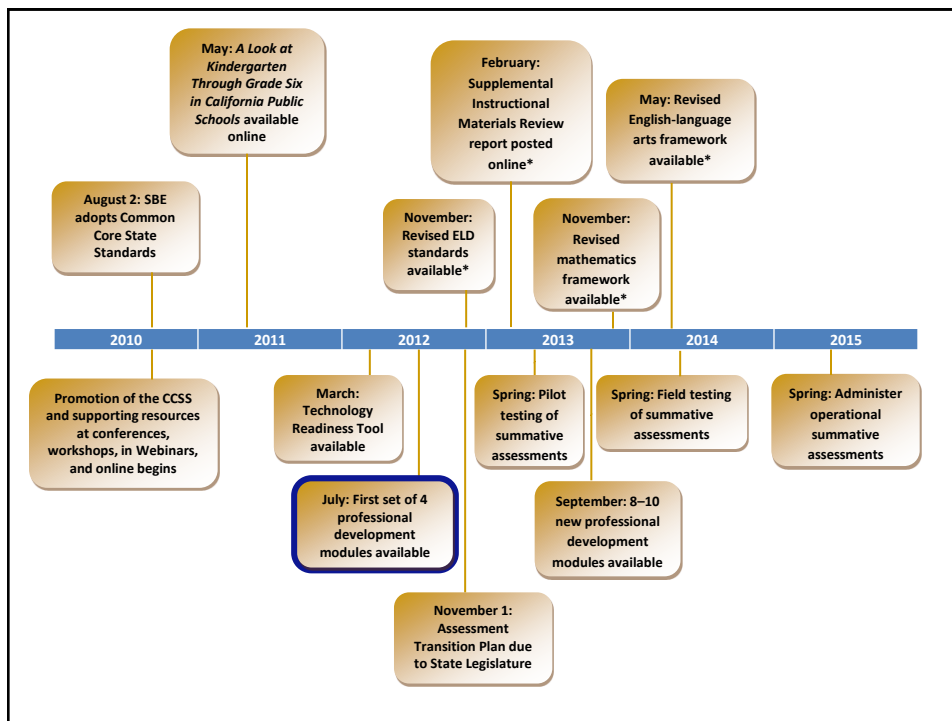 May: A Look at
Kindergarten
Through Grade Six
in California Public
Schools available
online
February:
Supplemental
Instructional
Materials Review
report posted
online*
May: Revised
English-language
arts framework
available*
August 2: SBE
adopts Common
Core State
Standards
November:
Revised ELD
standards
available*
November:
Revised
mathematics
framework
available*
2010
2011
2012
2013
2014
2015
Promotion of the CCSS
and supporting resources
at conferences,
workshops, in Webinars,
and online begins
March:
Technology
Readiness Tool
available
Spring: Pilot
testing of
summative
assessments
Spring: Field testing
of summative
assessments
Spring: Administer
operational
summative
assessments
July: First set of 4
professional
development
modules available
September: 8–10
new professional
development
modules available
November 1:
Assessment
Transition Plan due
to State Legislature